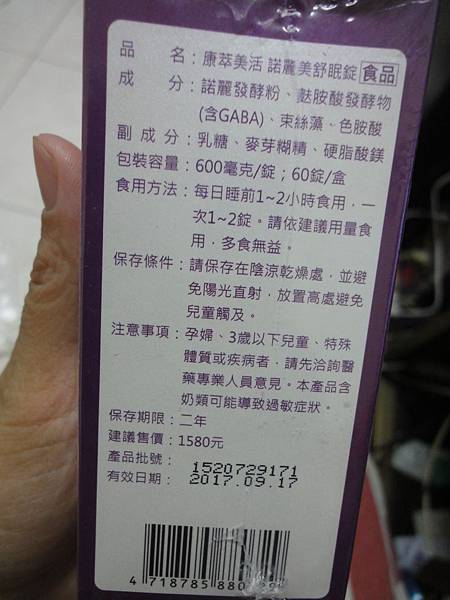 品名：康萃美活 諾麗美舒眠錠 食品
成分：諾麗發酵粉、麩胺酸發酵物
(含GABA)、束絲藻、色胺酸
副成分：乳糖、麥芽糊精、硬脂酸鎂
包裝容量：600毫克/錠；60錠/盒
食用方法：每日睡前1~2小時食用，一
次1~2錠。請依建議用量食
用，多食無益。
保存條件：請保存在陰涼乾燥處，並避
免陽光直射，放置高處避免
兒童觸及。
注意事項：孕婦、3歲以下兒童、特殊
體質或疾病者，請先洽詢醫
藥專業人員意見。本產品含
奶類可能導致過敏症狀。
保存期限：二年
建議售價：1580元
產品批號：1520729171
有效日期：2017.09.17
4 718785 880